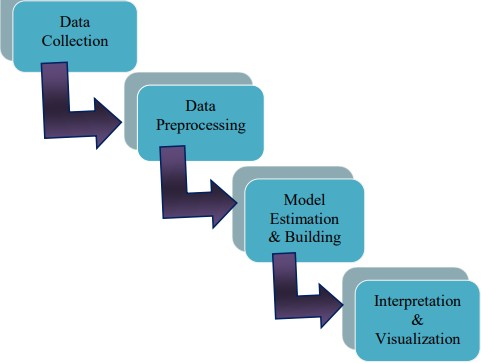 Data
Collection
Data
Preprocessing
Model
Estimation
& Building
Interpretation
&
Visualization